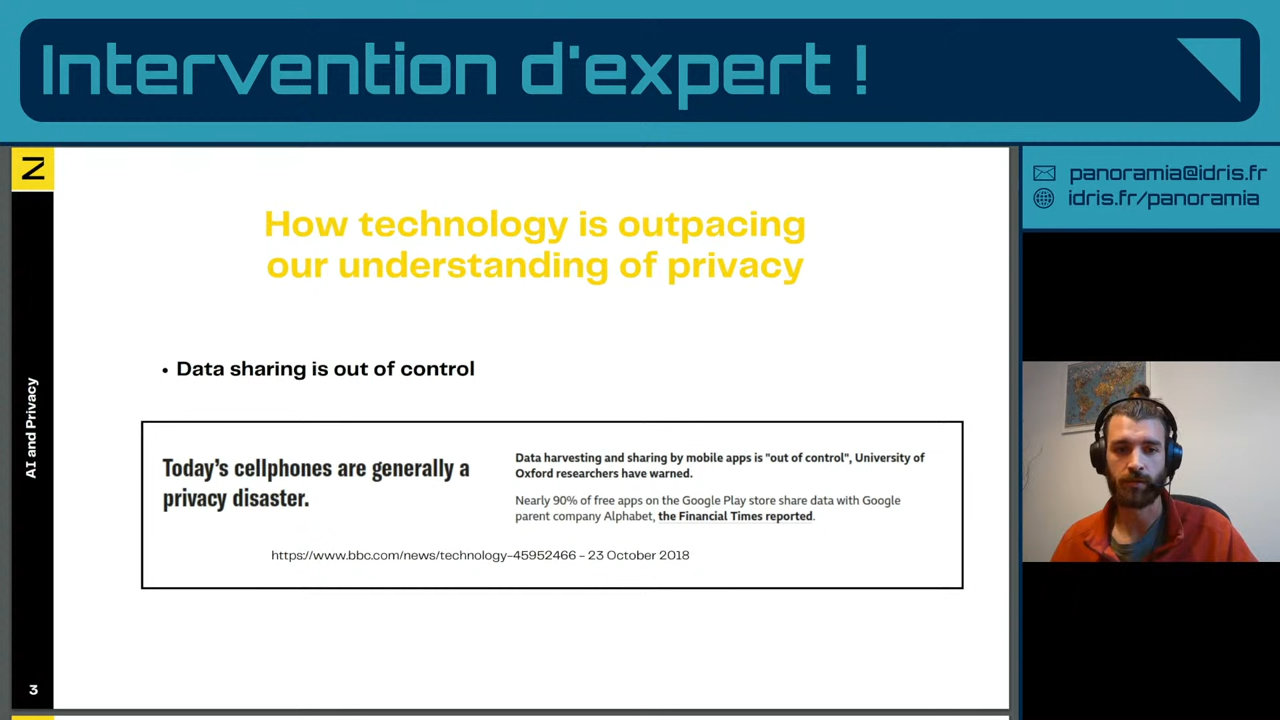 Intervention d'expert !
panoramia@idris.fr
idris.fr/panoramia
Z
How technology is outpacing
our understanding of privacy
• Data sharing is out of control
Today's cellphones are generally a
privacy disaster.
Data harvesting and sharing by mobile apps is "out of control", University of
Oxford researchers have warned.
Nearly 90% of free apps on the Google Play store share data with Google
parent company Alphabet, the Financial Times reported.
https://www.bbc.com/news/technology-45952466 - 23 October 2018
AI and Privacy
3